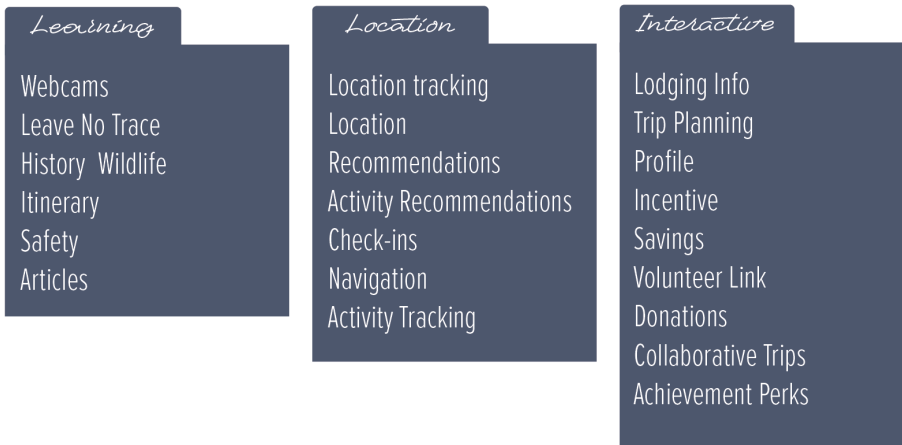 Learning
Webcams
Leave No Trace
History  Wildlife
Itinerary
Safety
Articles
Location
Location tracking
Location
Recommendations
Activity Recommendations
Check-ins
Navigation
Activity Tracking
Interactive
Lodging Info
Trip Planning
Profile
Incentive
Savings
Volunteer Link
Donations
Collaborative Trips
Achievement Perks